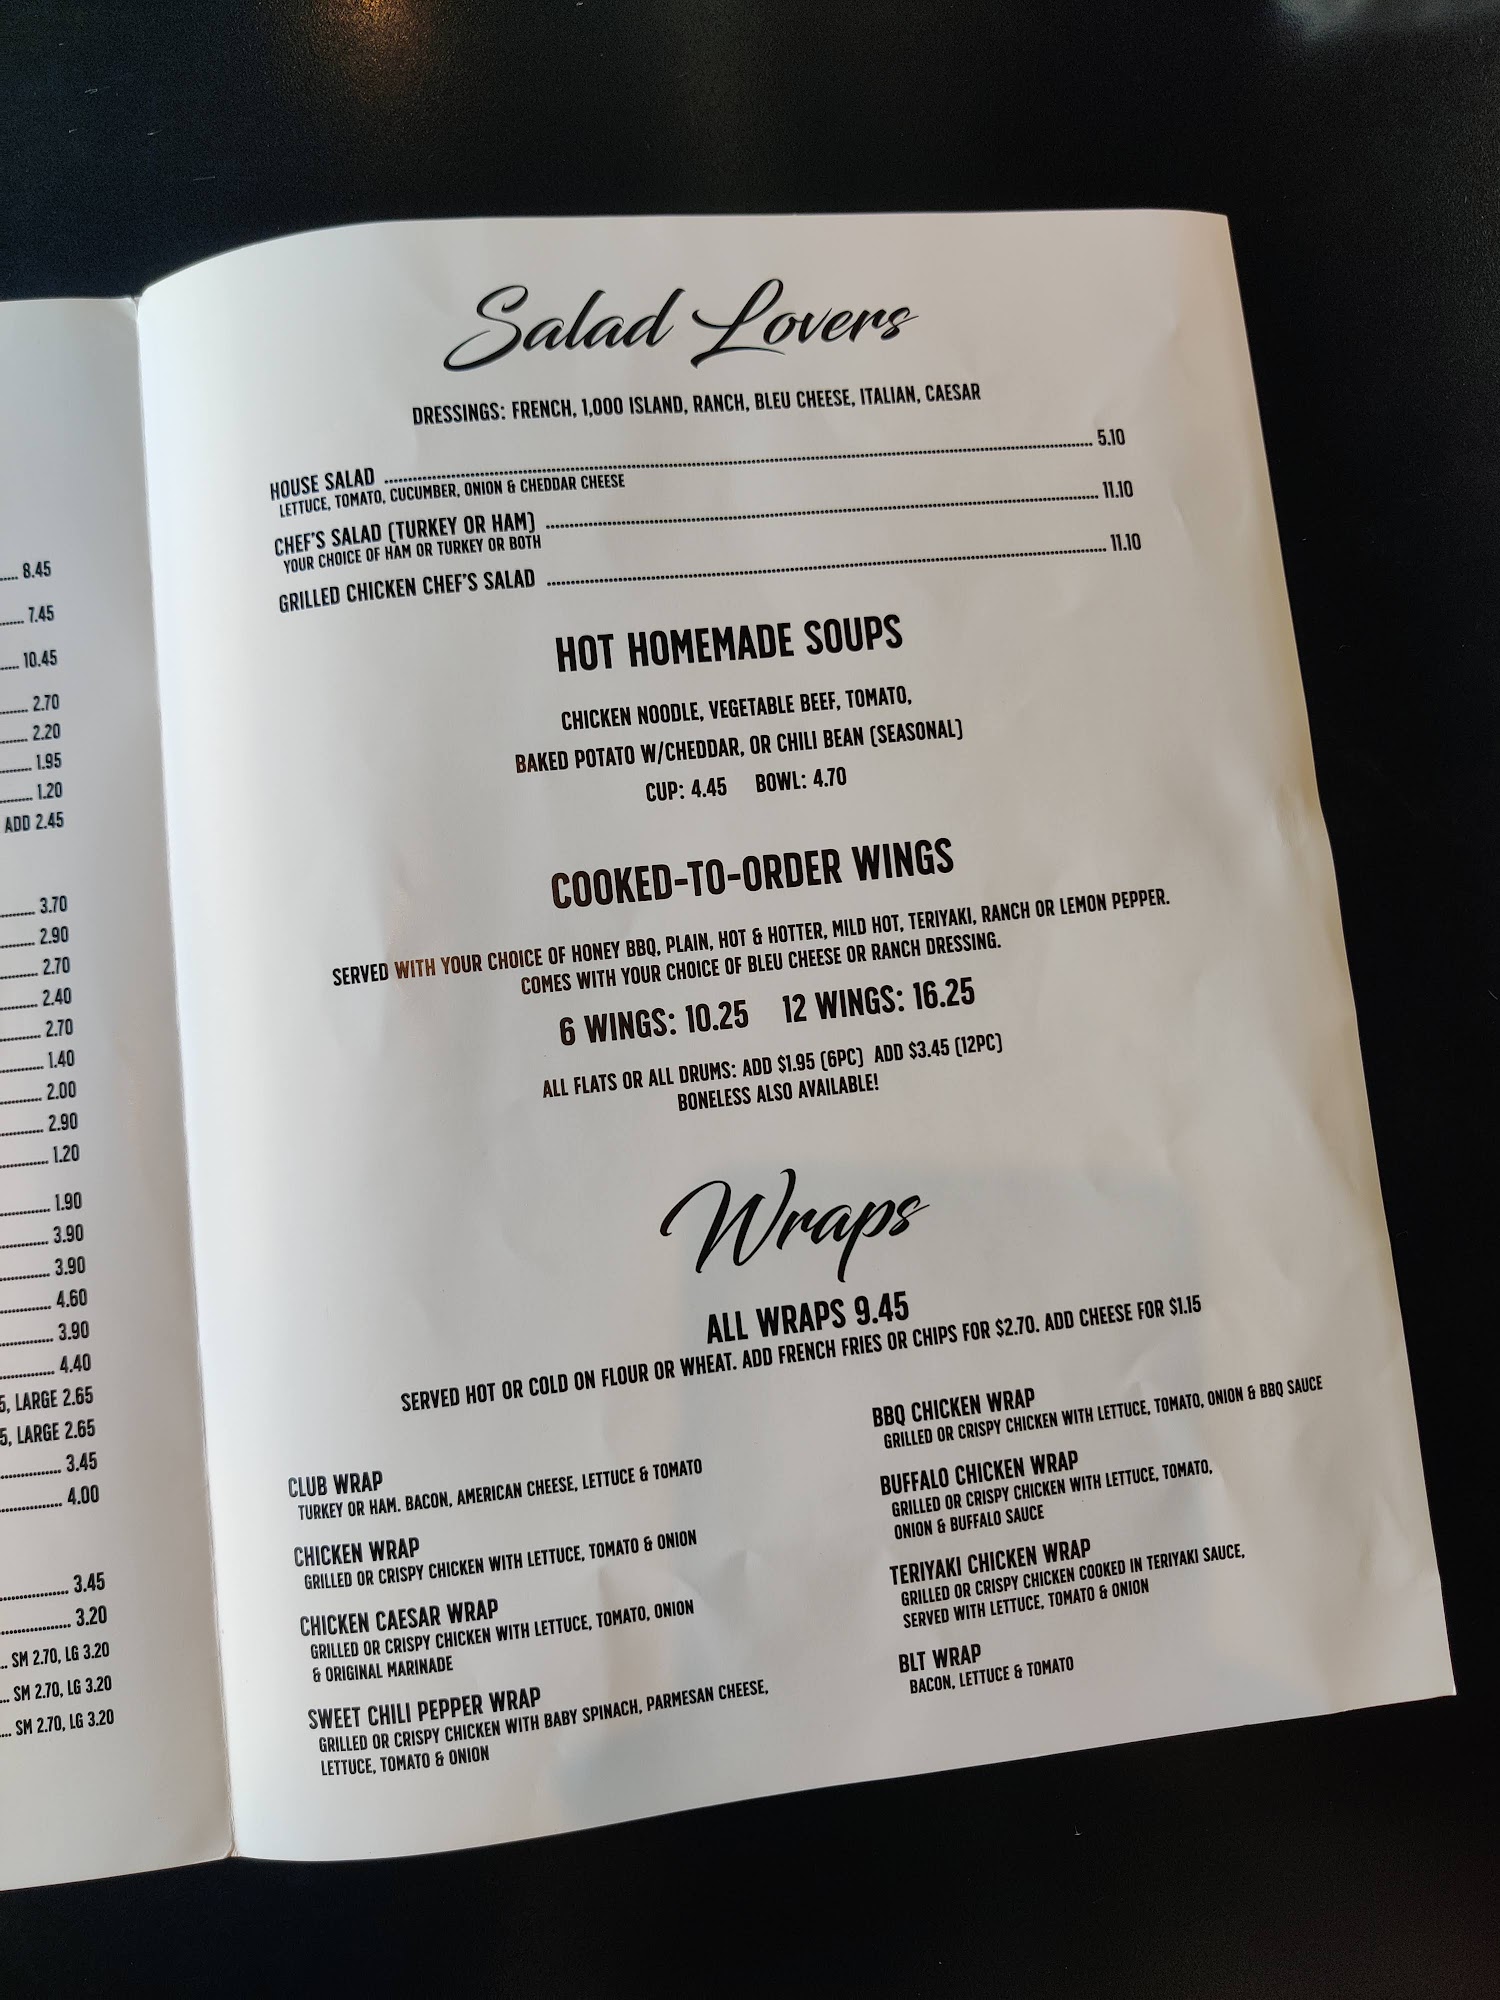 8.45
7.45
10.45
2.70
2.20
1.95
1.20
ADD 2.45
3.70
2.90
2.70
2.40
2.70
1.40
2.00
2.90
1.20
1.90
3.90
3.90
4.60
3.90
4.40
5, LARGE 2.65
5, LARGE 2.65
3.45
4.00
3.45
3.20
SM 2.70, LG 3.20
SM 2.70, LG 3.20
SM 2.70, LG 3.20
Salad Lovers
DRESSINGS: FRENCH, 1,000 ISLAND, RANCH, BLEU CHEESE, ITALIAN, CAESAR
HOUSE SALAD 5.10
LETTUCE, TOMATO, CUCUMBER, ONION & CHEDDAR CHEESE
CHEF'S SALAD (TURKEY OR HAM) 11.10
YOUR CHOICE OF HAM OR TURKEY OR BOTH
GRILLED CHICKEN CHEF'S SALAD 11.10
HOT HOMEMADE SOUPS
CHICKEN NOODLE, VEGETABLE BEEF, TOMATO,
BAKED POTATO W/CHEDDAR, OR CHILI BEAN (SEASONAL)
CUP: 4.45 BOWL: 4.70
COOKED-TO-ORDER WINGS
SERVED WITH YOUR CHOICE OF HONEY BBQ, PLAIN, HOT & HOTTER, MILD HOT, TERIYAKI, RANCH OR LEMON PEPPER.
COMES WITH YOUR CHOICE OF BLEU CHEESE OR RANCH DRESSING.
6 WINGS: 10.25 12 WINGS: 16.25
ALL FLATS OR ALL DRUMS: ADD $1.95 (6PC) ADD $3.45 (12PC)
BONELESS ALSO AVAILABLE!
Wraps
ALL WRAPS 9.45
SERVED HOT OR COLD ON FLOUR OR WHEAT. ADD FRENCH FRIES OR CHIPS FOR $2.70. ADD CHEESE FOR $1.15
CLUB WRAP
TURKEY OR HAM. BACON, AMERICAN CHEESE, LETTUCE & TOMATO
CHICKEN WRAP
GRILLED OR CRISPY CHICKEN WITH LETTUCE, TOMATO & ONION
CHICKEN CAESAR WRAP
GRILLED OR CRISPY CHICKEN WITH LETTUCE, TOMATO, ONION
& ORIGINAL MARINADE
SWEET CHILI PEPPER WRAP
GRILLED OR CRISPY CHICKEN WITH BABY SPINACH, PARMESAN CHEESE,
LETTUCE, TOMATO & ONION
BBQ CHICKEN WRAP
GRILLED OR CRISPY CHICKEN WITH LETTUCE, TOMATO, ONION & BBQ SAUCE
BUFFALO CHICKEN WRAP
GRILLED OR CRISPY CHICKEN WITH LETTUCE, TOMATO,
ONION & BUFFALO SAUCE
TERIYAKI CHICKEN WRAP
GRILLED OR CRISPY CHICKEN COOKED IN TERIYAKI SAUCE,
SERVED WITH LETTUCE, TOMATO & ONION
BLT WRAP
BACON, LETTUCE & TOMATO